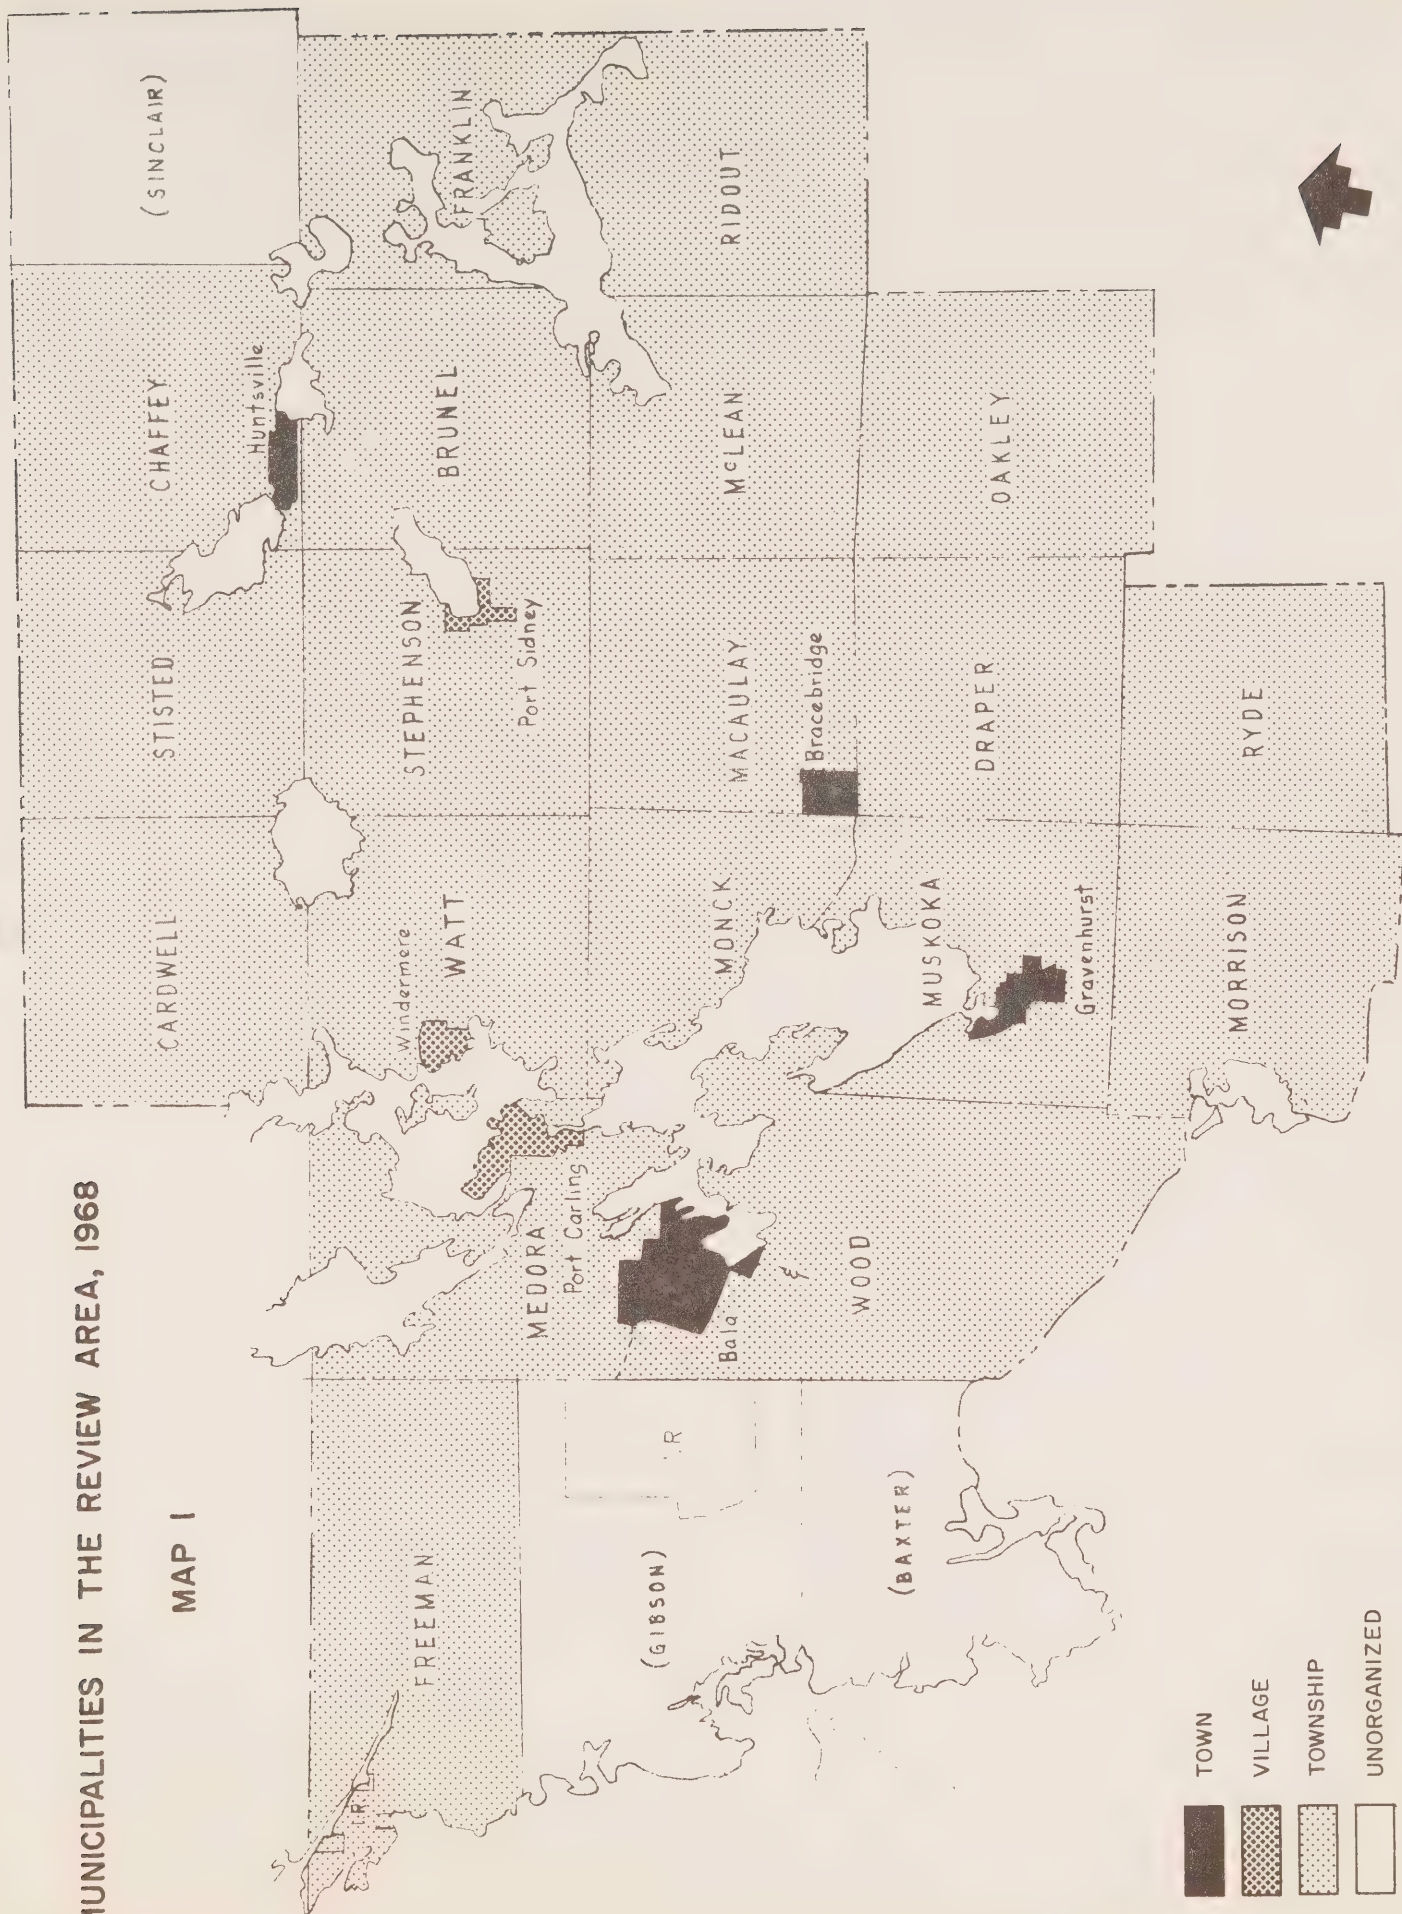 MUNICIPALITIES IN THE REVIEW AREA, 1968
MAP I
(SINCLAIR)
CHAFFEY
Huntsville
STISTED
CARDWELL
FRANKLIN
BRUNEL
STEPHENSON
Port Sidney
WATT
Windermere
RIDOUT
McLEAN
MACAULAY
Bracebridge
MONCK
MEDORA
Port Carling
&
WOOD
Bala
FREEMAN
IR
(GIBSON)
IR
(BAXTER)
OAKLEY
DRAPER
MUSKOKA
Gravenhurst
RYDE
MORRISON
TOWN
VILLAGE
TOWNSHIP
UNORGANIZED